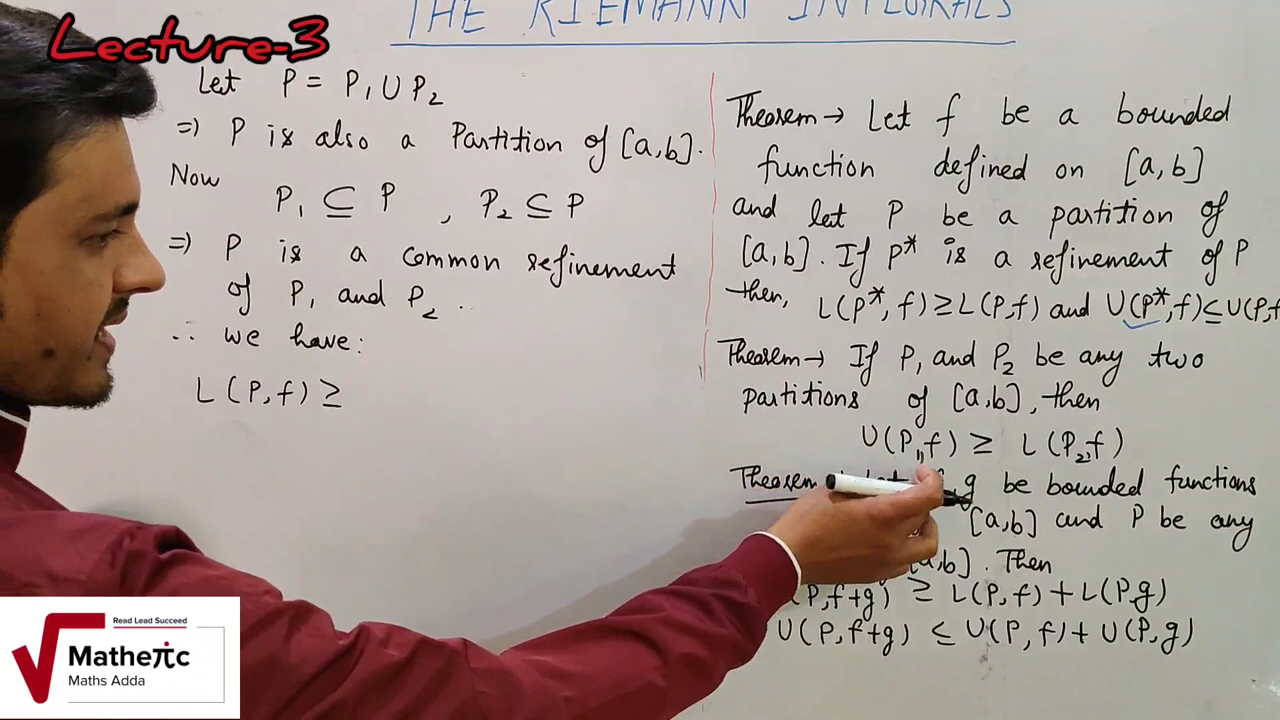 THE RIEMANN INTEGRALS
Lecture-3
Let P = P₁ ∪ P₂
⇒ P is also a Partition of [a,b].
Now
P₁ ⊆ P , P₂ ⊆ P
⇒ P is a common refinement
of P₁ and P₂ .
∴ we have:
L(P,f) ≥
Theorem → Let f be a bounded
function defined on [a,b]
and let P be a partition of
[a,b]. If P* is a refinement of P
then, L(P*, f) ≥ L(P,f) and U(P*,f) ≤ U(P,f
Theorem → If P₁ and P₂ be any two
partitions of [a,b], then
U(P₁,f) ≥ L(P₂,f)
Theorem g be bounded functions
[a,b] and P be any
[a,b]. Then
(P,f+g) ≥ L(P,f) + L(P,g)
U(P,f+g) ≤ U(P,f) + U(P,g)
Read Lead Succeed
Matheπc
Maths Adda